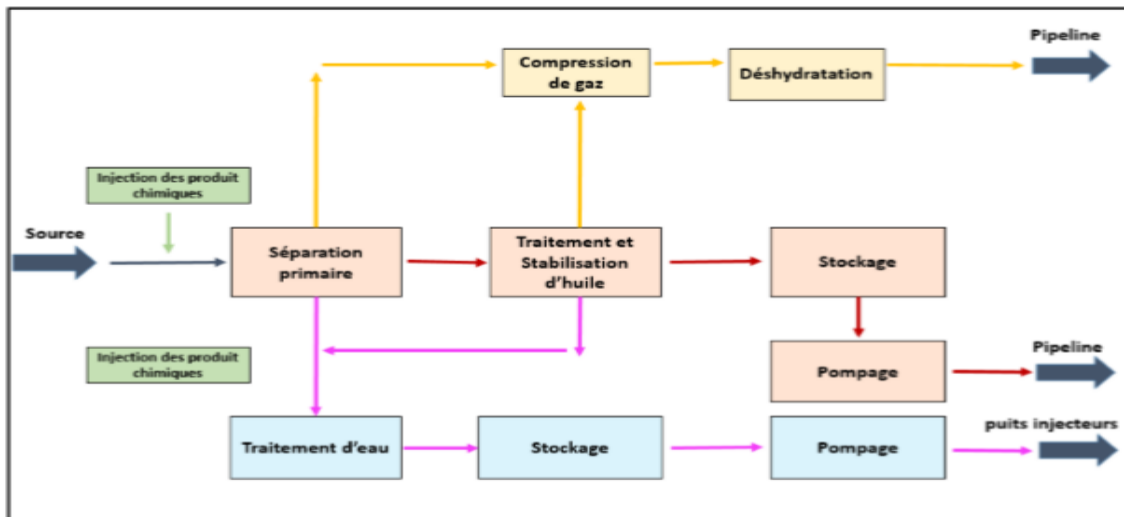 Pipeline
Compression
de gaz
Déshydratation
Injection des produit
chimiques
Source
Séparation
primaire
Traitement et
Stabilisation
d'huile
Stockage
Injection des produit
chimiques
Pipeline
Pompage
puits injecteurs
Traitement d'eau
Stockage
Pompage